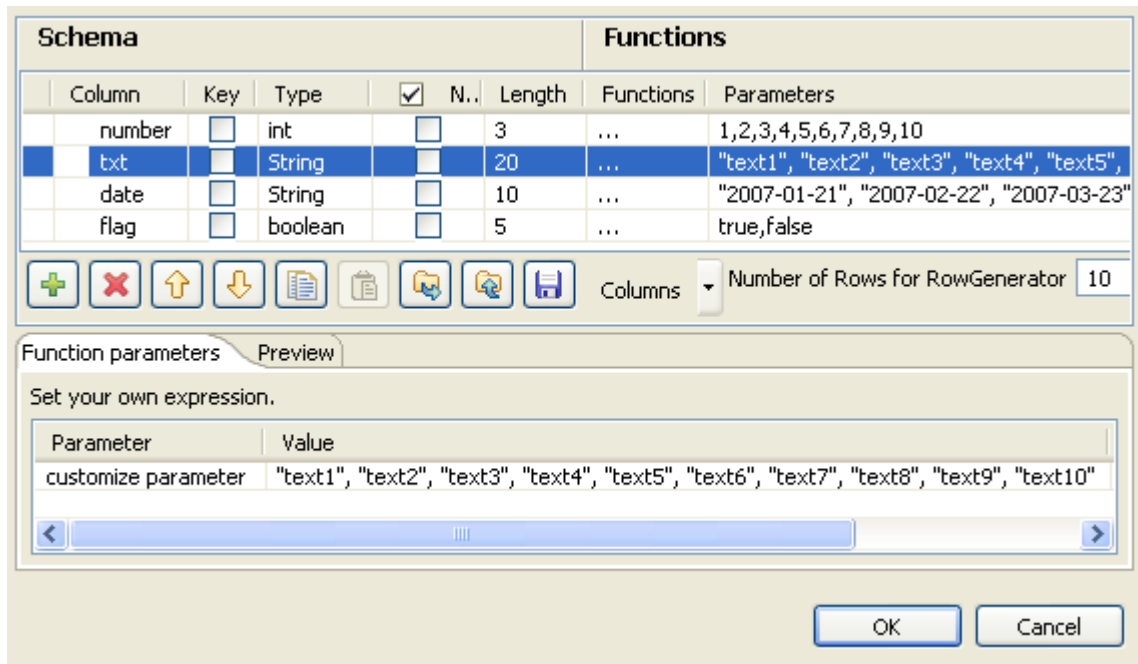 Schema Functions
Column Key Type N.. Length Functions Parameters
number int 3 ... 1,2,3,4,5,6,7,8,9,10
txt String 20 ... "text1", "text2", "text3", "text4", "text5",
date String 10 ... "2007-01-21", "2007-02-22", "2007-03-23"
flag boolean 5 ... true,false
Columns Number of Rows for RowGenerator 10
Function parameters Preview
Set your own expression.
Parameter Value
customize parameter "text1", "text2", "text3", "text4", "text5", "text6", "text7", "text8", "text9", "text10"
OK Cancel